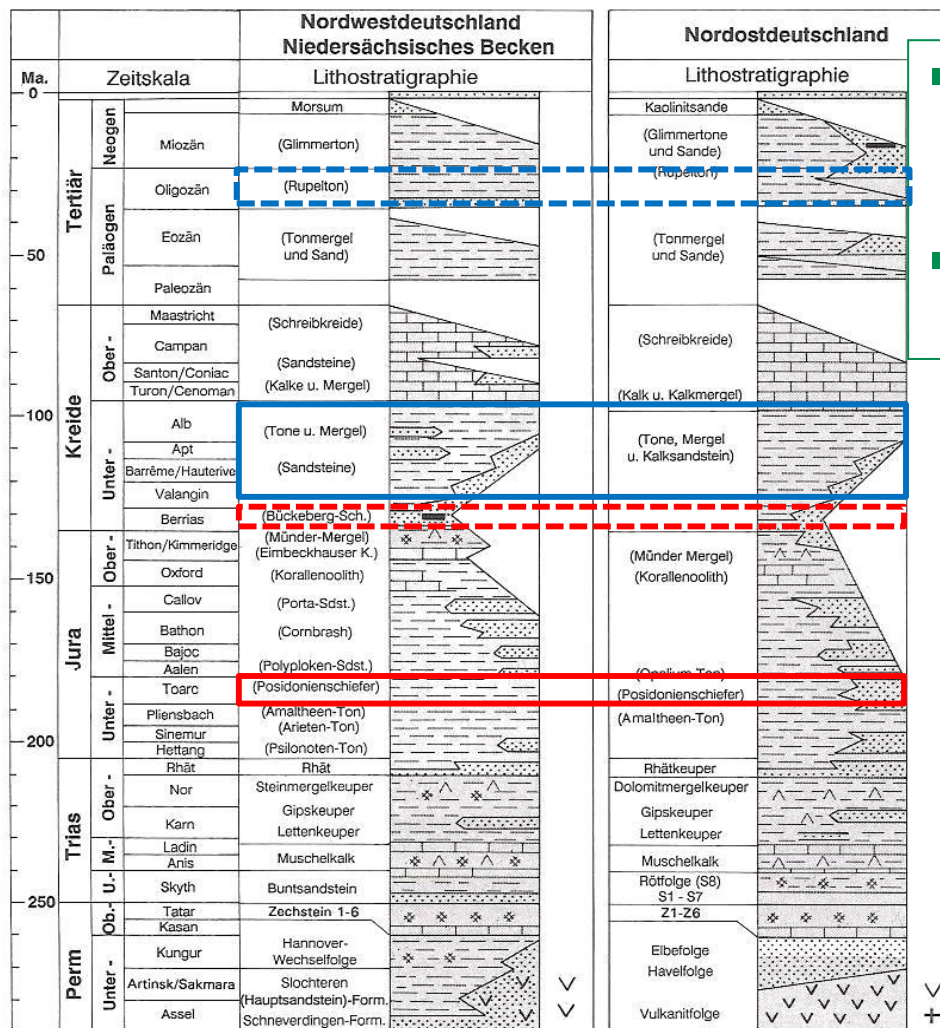 Nordwestdeutschland
Niedersächsisches Becken
Nordostdeutschland
Ma.
Zeitskala
Lithostratigraphie
Lithostratigraphie
0
50
100
150
200
250
Tertiär
Neogen
Paläogen
Miozän
Oligozän
Eozän
Paleozän
Kreide
Ober -
Unter -
Maastricht
Campan
Santon/Coniac
Turon/Cenoman
Alb
Apt
Barrême/Hauterive
Valangin
Berrias
Jura
Ober -
Mittel -
Unter -
Tithon/Kimmeridge
Oxford
Callov
Bathon
Bajoc
Aalen
Toarc
Pliensbach
Sinemur
Hettang
Trias
Ober -
M.-
U.-
Rhät
Nor
Karn
Ladin
Anis
Skyth
Perm
Ob.-
Unter -
Tatar
Kasan
Kungur
Artinsk/Sakmara
Assel
Morsum
(Glimmerton)
(Rupelton)
(Tonmergel
und Sand)
(Schreibkreide)
(Sandsteine)
(Kalke u. Mergel)
(Tone u. Mergel)
(Sandsteine)
(Bückeberg-Sch.)
(Münder-Mergel)
(Eimbeckhauser K.)
(Korallenoolith)
(Porta-Sdst.)
(Cornbrash)
(Polyploken-Sdst.)
(Posidonienschiefer)
(Amaltheen-Ton)
(Arieten-Ton)
(Psilonoten-Ton)
Rhät
Steinmergelkeuper
Gipskeuper
Lettenkeuper
Muschelkalk
Buntsandstein
Zechstein 1-6
Hannover-
Wechselfolge
Slochteren
(Hauptsandstein)-Form.
Schneverdingen-Form.
Kaolinitsande
(Glimmertone
und Sande)
(Rupelton)
(Tonmergel
und Sande)
(Schreibkreide)
(Kalk u. Kalkmergel)
(Tone, Mergel
u. Kalksandstein)
(Münder Mergel)
(Korallenoolith)
(Opalium-Ton)
(Posidonienschiefer)
(Amaltheen-Ton)
Rhätkeuper
Dolomitmergelkeuper
Gipskeuper
Lettenkeuper
Muschelkalk
Rötfolge (S8)
S1 - S7
Z1-Z6
Elbefolge
Havelfolge
Vulkanitfolge